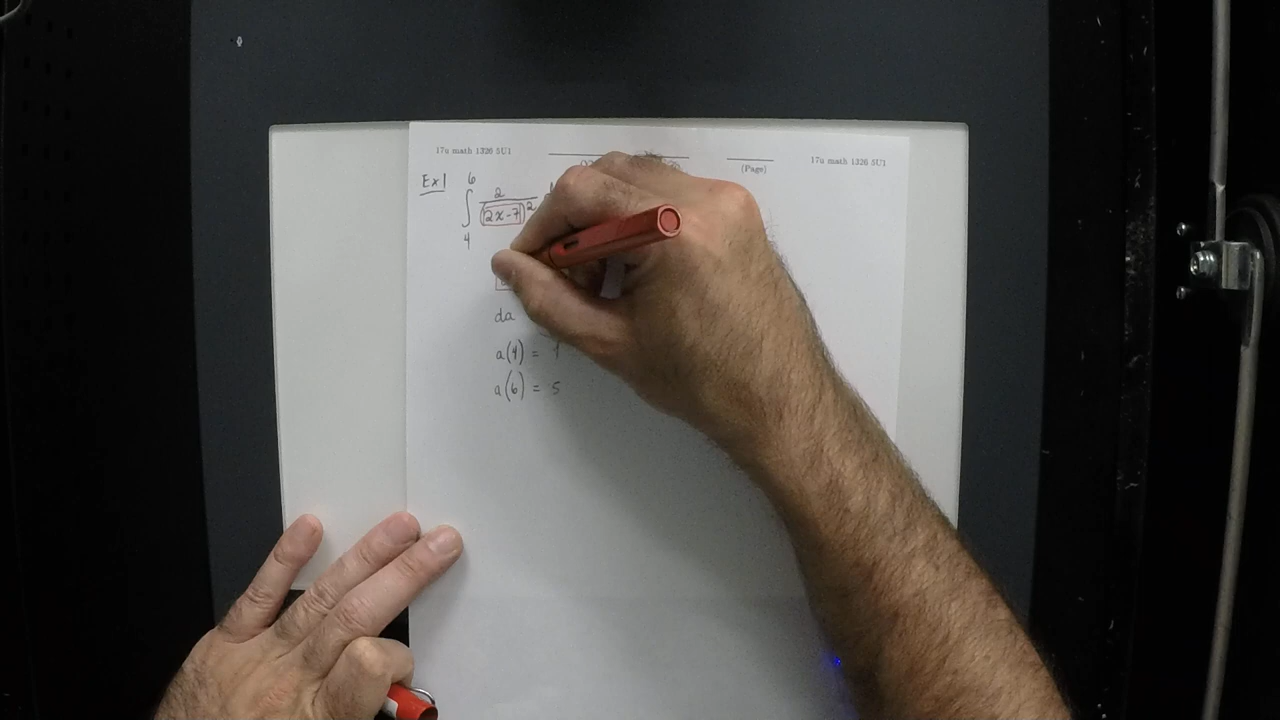 17u math 1326 5U1
(Page)
17u math 1326 5U1
Ex1
6
∫ 2
(2x-7)²
4
da
a(4) = 1
a(6) = 5